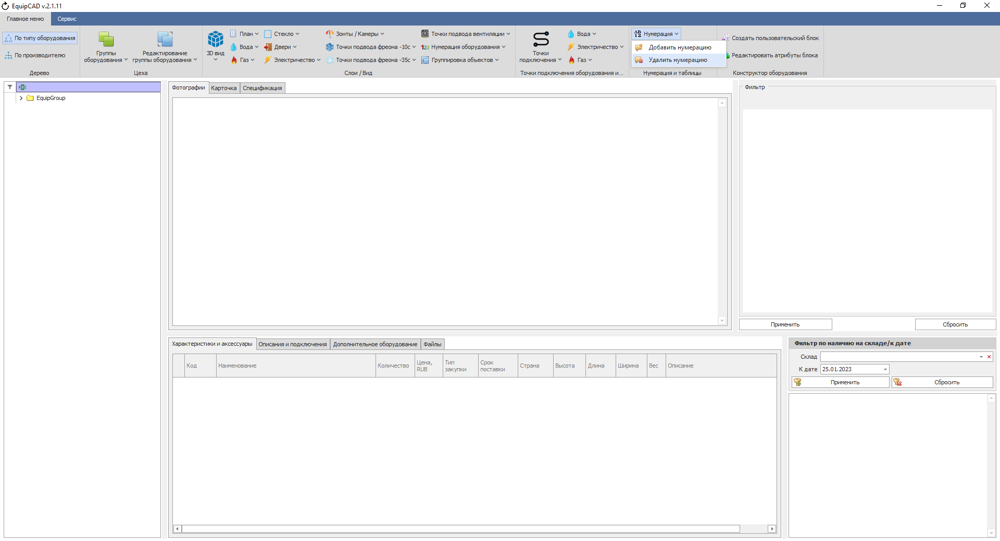 EquipCAD v.2.1.11
Главное меню
Сервис
По типу оборудования
По производителю
Дерево
Группы
оборудования
Редактирование
группы оборудования
Цеха
3D вид
План
Вода
Газ
Стекло
Двери
Электричество
Зонты / Камеры
Точки подвода фреона -10с
Точки подвода фреона -35с
Точки подвода вентиляции
123 Нумерация оборудования
Группировка объектов
Слои / Вид
Точки
подключения
Вода
Электричество
Газ
Точки подключения оборудования и...
AB
12 Нумерация
Добавить нумерацию
Удалить нумерацию
Нумерация и таблицы
Создать пользовательский блок
Редактировать атрибуты блока
Конструктор оборудования
EquipGroup
Фотографии
Карточка
Спецификация
Фильтр
Применить
Сбросить
Характеристики и аксессуары
Описания и подключения
Дополнительное оборудование
Файлы
Код
Наименование
Количество
Цена,
RUB
Тип
закупки
Срок
поставки
Страна
Высота
Длина
Ширина
Вес
Описание
Фильтр по наличию на складе/к дате
Склад
К дате 25.01.2023
Применить
Сбросить